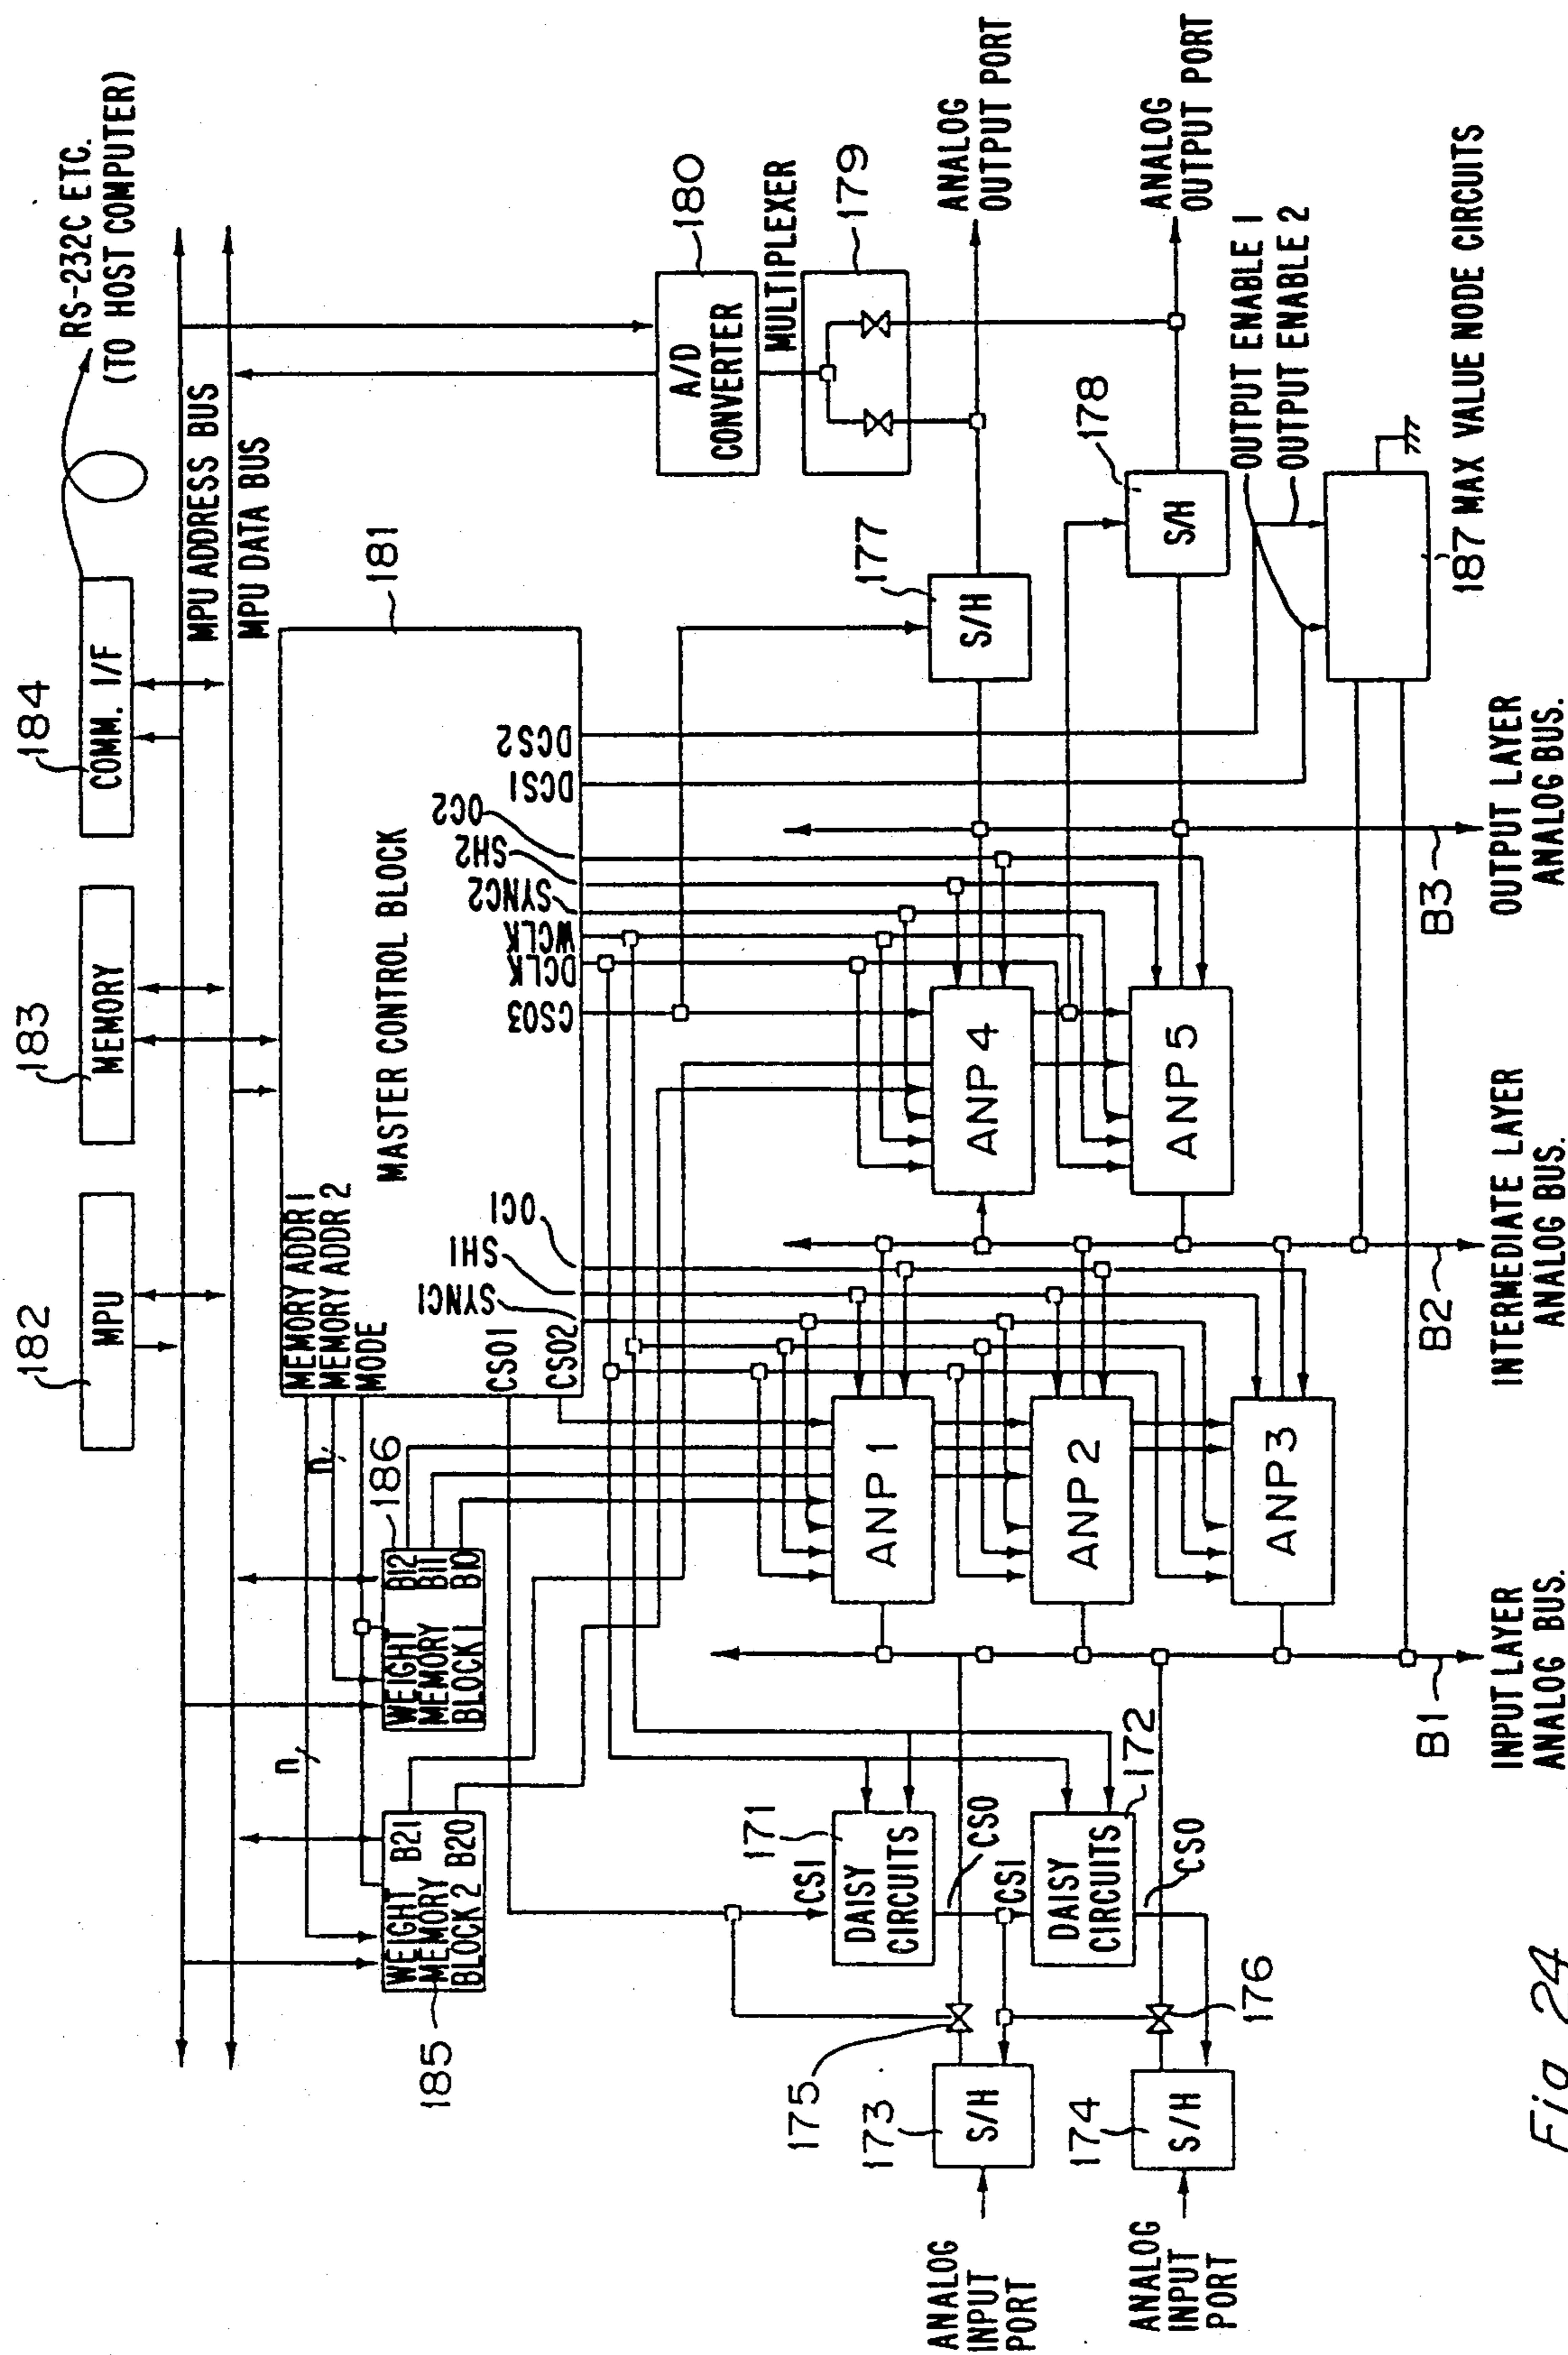 RS-232C ETC.
(TO HOST COMPUTER)
184
COMM. I/F
183
MEMORY
182
MPU
MPU ADDRESS BUS
MPU DATA BUS
181
MASTER CONTROL BLOCK
MEMORY ADDR 1
MEMORY ADDR 2
MODE
CSO1
CSO2
SYNC1
SH1
OC1
CSO3
DCLK
WCLK
SYNC2
SH2
OC2
DCS1
DCS2
n
n
186
WEIGHT
MEMORY
BLOCK 1
B12
B11
B10
185
WEIGHT
MEMORY
BLOCK 2
B21
B20
180
A/D
CONVERTER
MULTIPLEXER
179
177
S/H
178
S/H
ANALOG
OUTPUT PORT
ANALOG
OUTPUT PORT
OUTPUT ENABLE 1
OUTPUT ENABLE 2
187 MAX VALUE NODE CIRCUITS
ANP 1
ANP 2
ANP 3
ANP 4
ANP 5
171
CSI
DAISY
CIRCUITS
CSO
172
CSI
DAISY
CIRCUITS
CSO
175
176
173
S/H
174
S/H
ANALOG
INPUT
PORT
ANALOG
INPUT
PORT
B1
INPUT LAYER
ANALOG BUS.
B2
INTERMEDIATE LAYER
ANALOG BUS.
B3
OUTPUT LAYER
ANALOG BUS.
Fig. 24